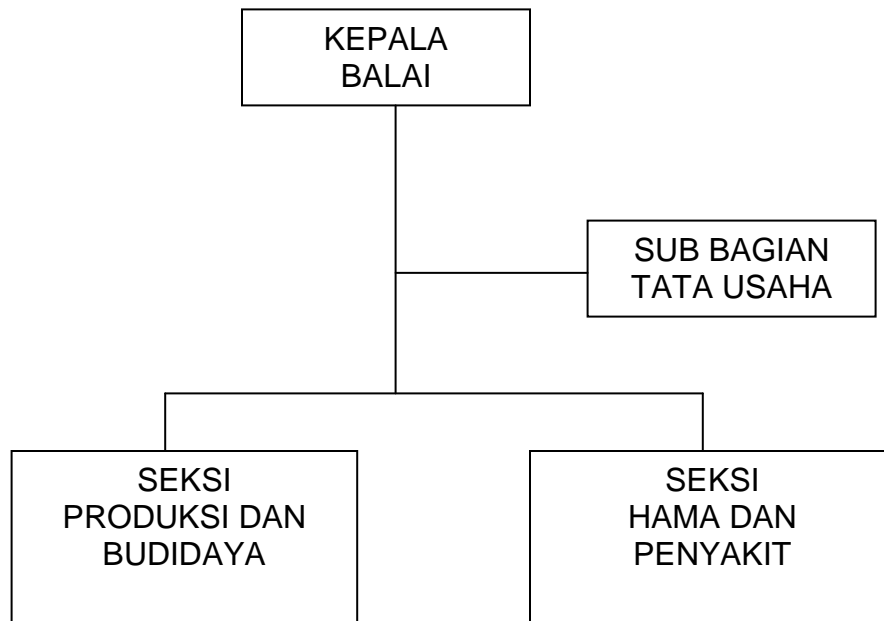 KEPALA
BALAI
SUB BAGIAN
TATA USAHA
SEKSI
PRODUKSI DAN
BUDIDAYA
SEKSI
HAMA DAN
PENYAKIT